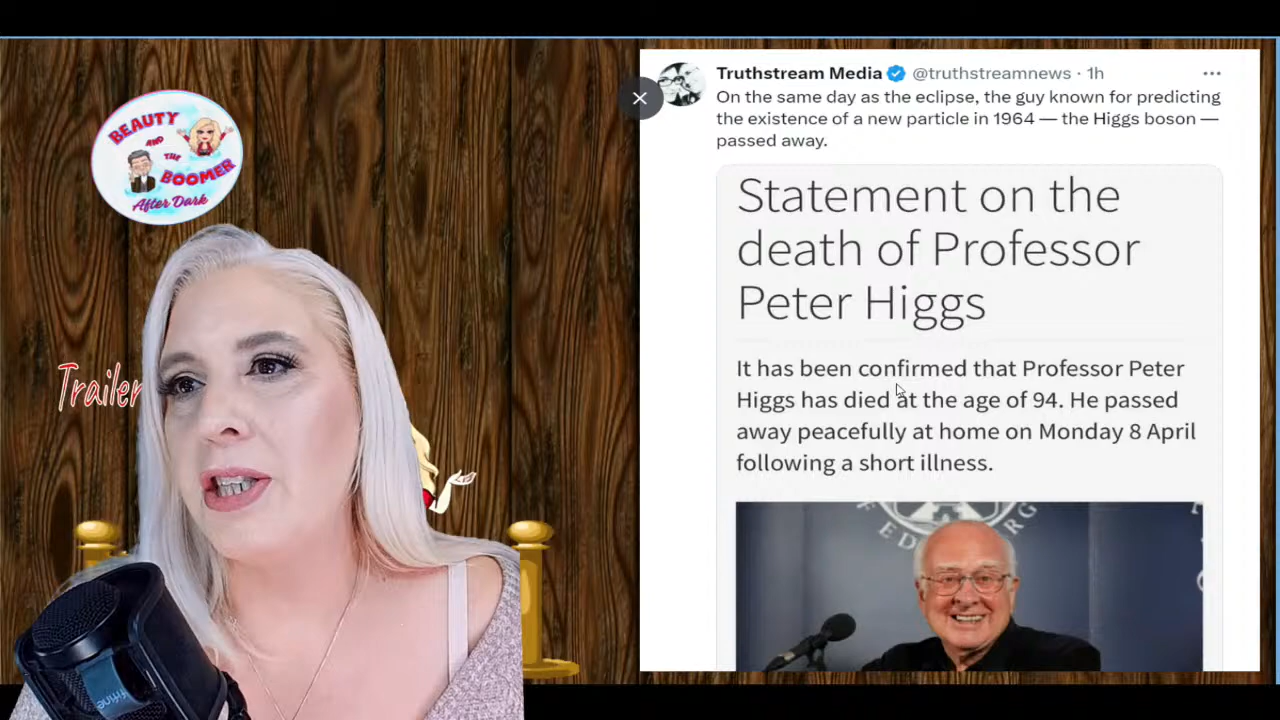 BEAUTY
AND
THE
BOOMER
After Dark
Trailer
Truthstream Media @truthstreamnews · 1h
On the same day as the eclipse, the guy known for predicting
the existence of a new particle in 1964 — the Higgs boson —
passed away.
Statement on the
death of Professor
Peter Higgs
It has been confirmed that Professor Peter
Higgs has died at the age of 94. He passed
away peacefully at home on Monday 8 April
following a short illness.